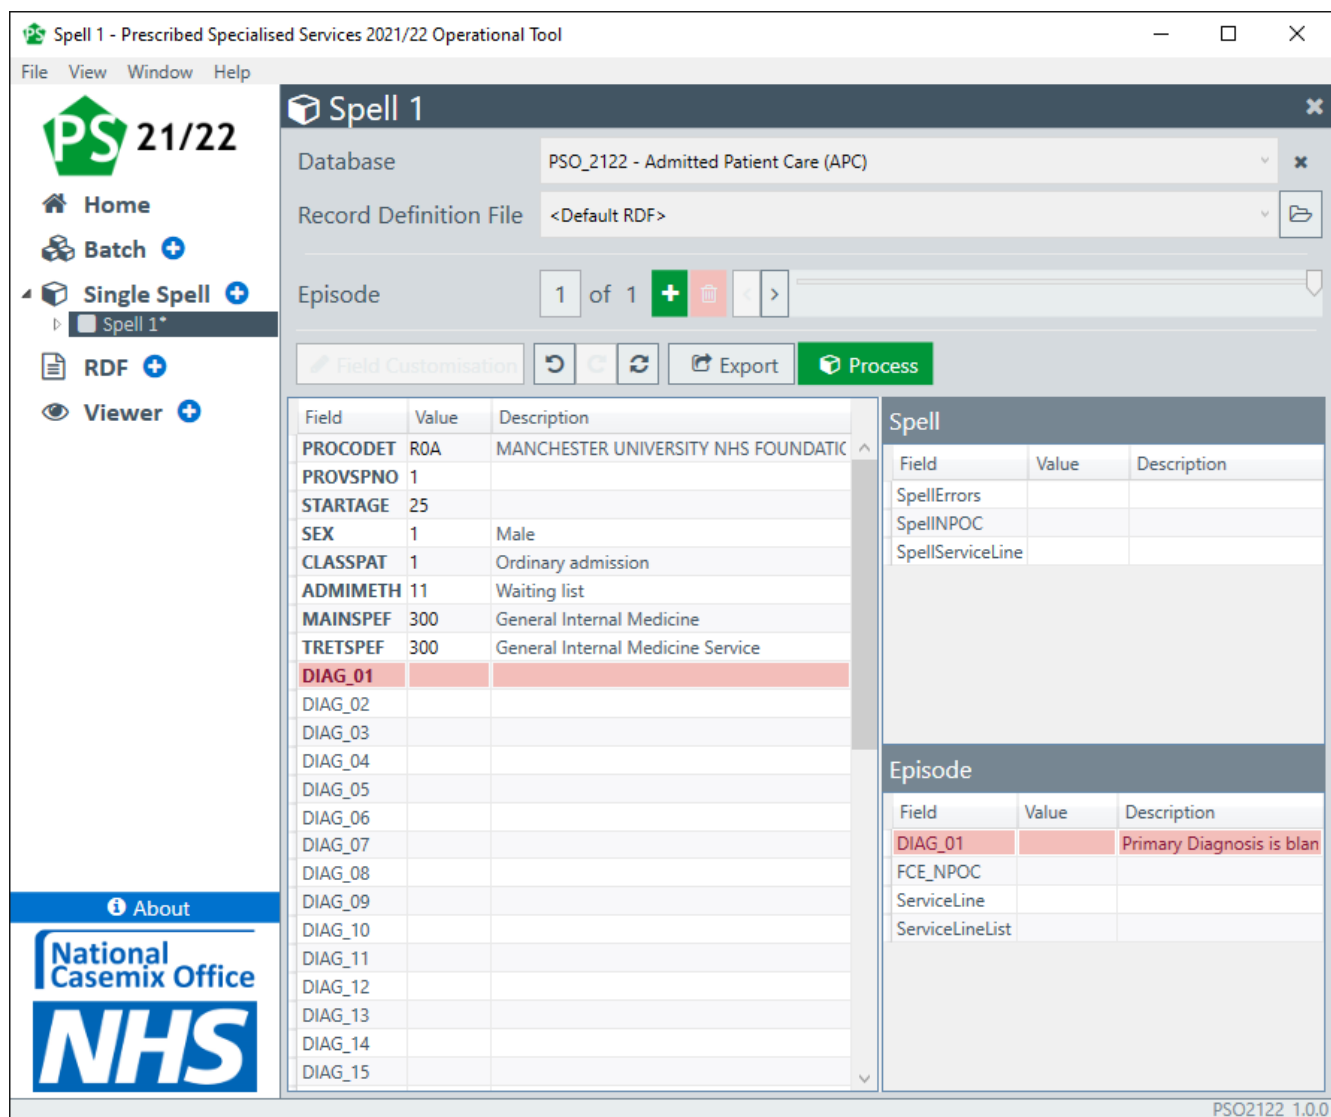 Spell 1 - Prescribed Specialised Services 2021/22 Operational Tool
File View Window Help
PS 21/22
Home
Batch
Single Spell
Spell 1*
RDF
Viewer
About
National
Casemix Office
NHS
Spell 1
Database PSO_2122 - Admitted Patient Care (APC)
Record Definition File <Default RDF>
Episode 1 of 1
Field Customisation Export Process
Field Value Description
PROCODET R0A MANCHESTER UNIVERSITY NHS FOUNDATIC
PROVSPNO 1
STARTAGE 25
SEX 1 Male
CLASSPAT 1 Ordinary admission
ADMIMETH 11 Waiting list
MAINSPEF 300 General Internal Medicine
TRETSPEF 300 General Internal Medicine Service
DIAG_01
DIAG_02
DIAG_03
DIAG_04
DIAG_05
DIAG_06
DIAG_07
DIAG_08
DIAG_09
DIAG_10
DIAG_11
DIAG_12
DIAG_13
DIAG_14
DIAG_15
Spell
Field Value Description
SpellErrors
SpellNPOC
SpellServiceLine
Episode
Field Value Description
DIAG_01 Primary Diagnosis is blan
FCE_NPOC
ServiceLine
ServiceLineList
PSO2122 1.0.0